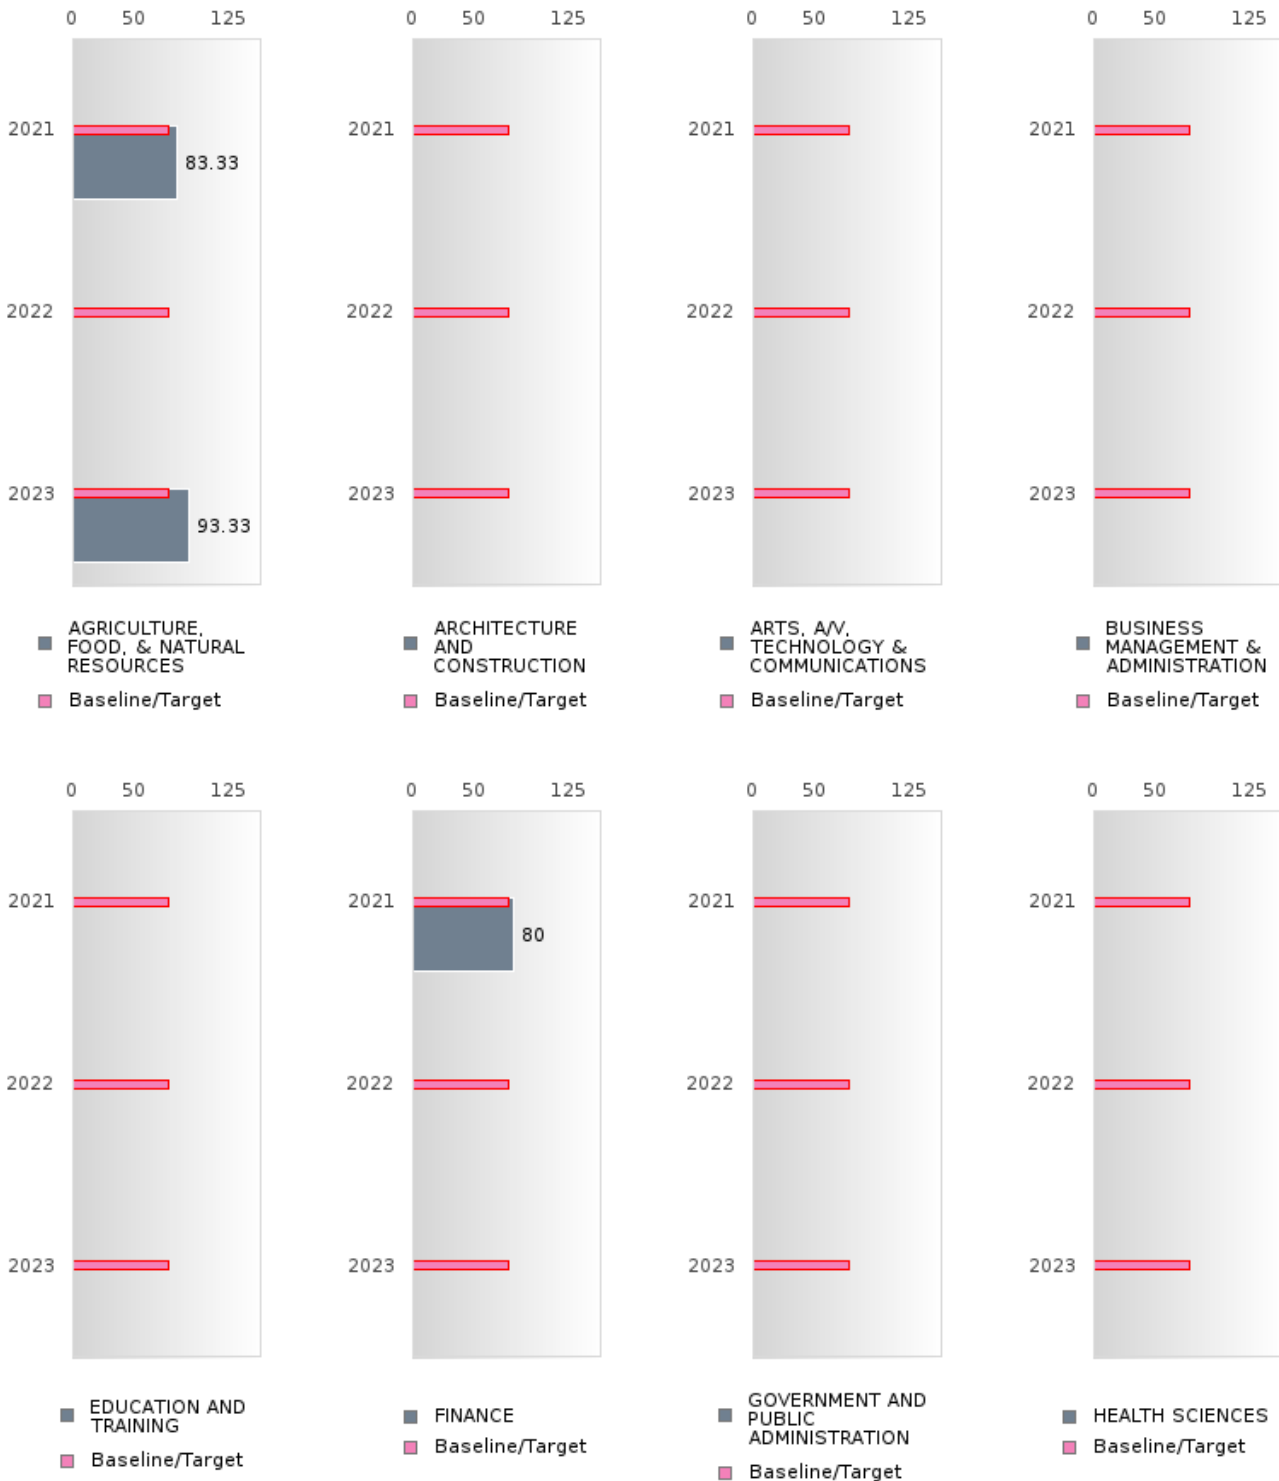 0 50 125 0 50 125 0 50 125 0 50 125
2021 83.33 2021 2021 2021
2022 2022 2022 2022
2023 93.33 2023 2023 2023
AGRICULTURE, FOOD, & NATURAL RESOURCES
Baseline/Target
ARCHITECTURE AND CONSTRUCTION
Baseline/Target
ARTS, A/V, TECHNOLOGY & COMMUNICATIONS
Baseline/Target
BUSINESS MANAGEMENT & ADMINISTRATION
Baseline/Target
0 50 125 0 50 125 0 50 125 0 50 125
2021 2021 80 2021 2021
2022 2022 2022 2022
2023 2023 2023 2023
EDUCATION AND TRAINING
Baseline/Target
FINANCE
Baseline/Target
GOVERNMENT AND PUBLIC ADMINISTRATION
Baseline/Target
HEALTH SCIENCES
Baseline/Target